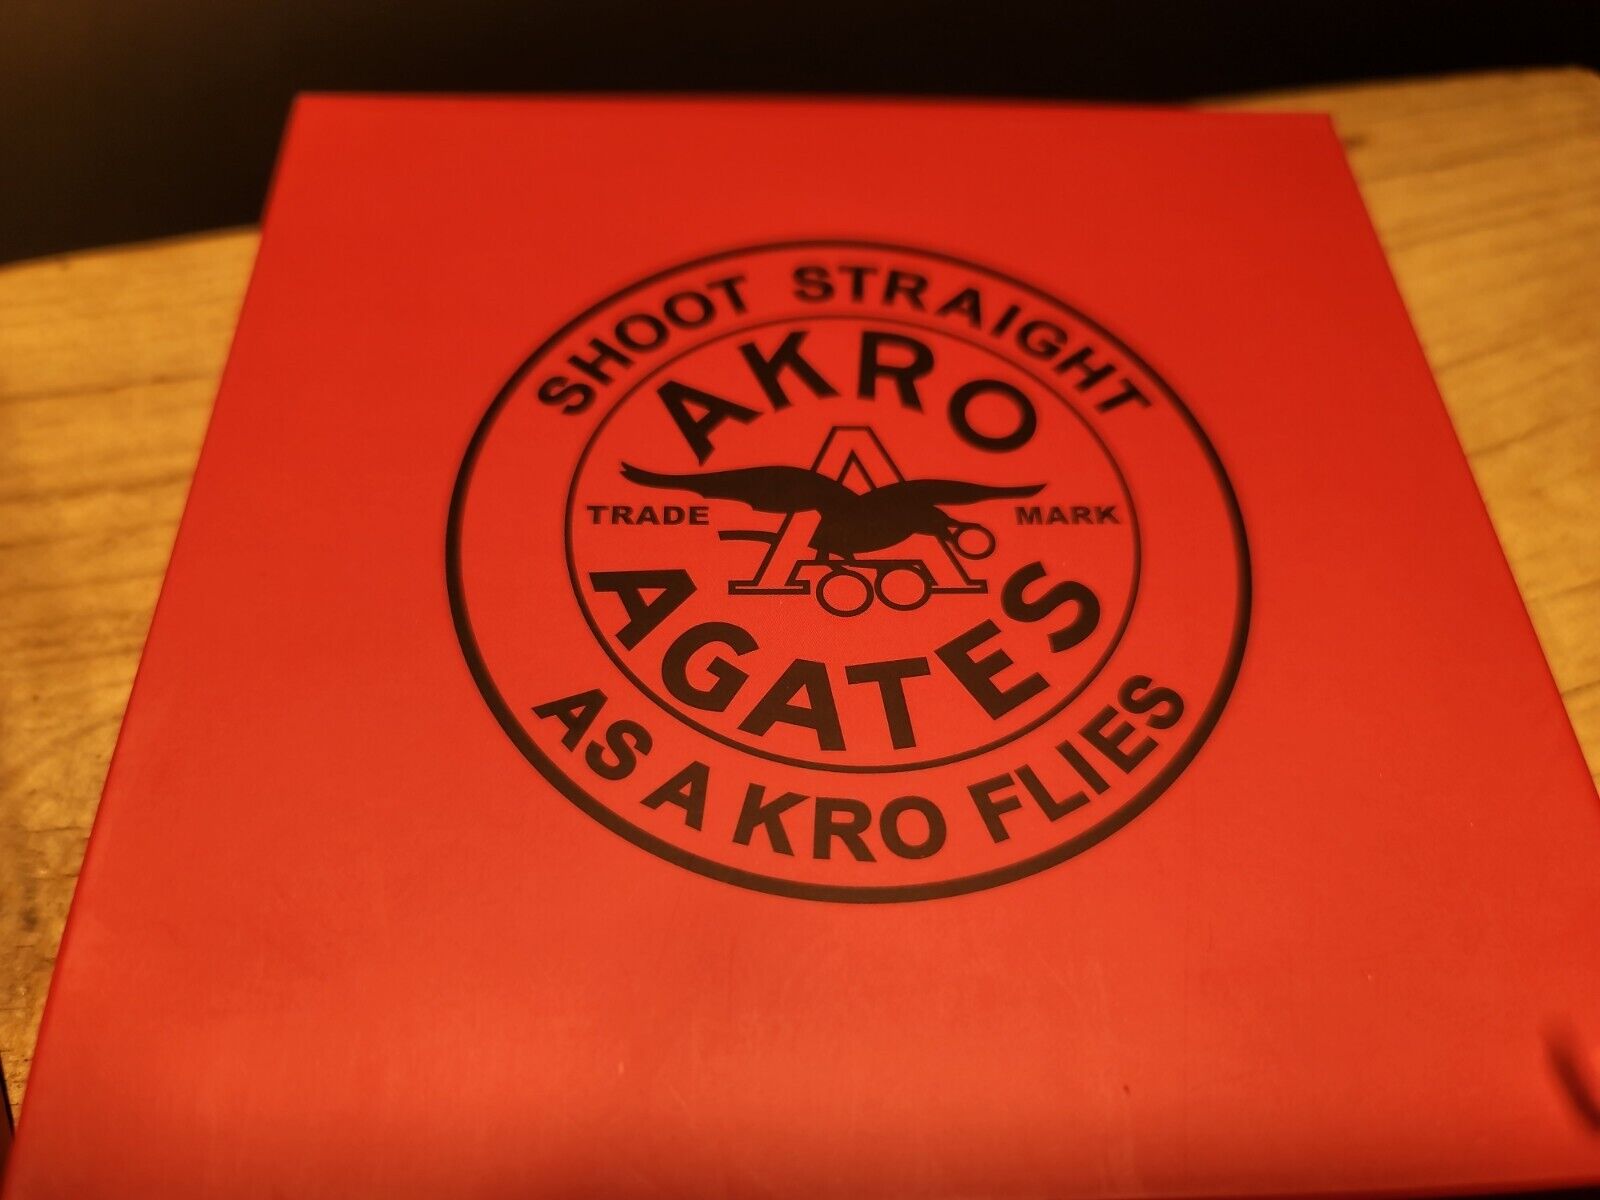 SHOOT STRAIGHT
AKRO
A
TRADE MARK
AGATES
AS A KRO FLIES